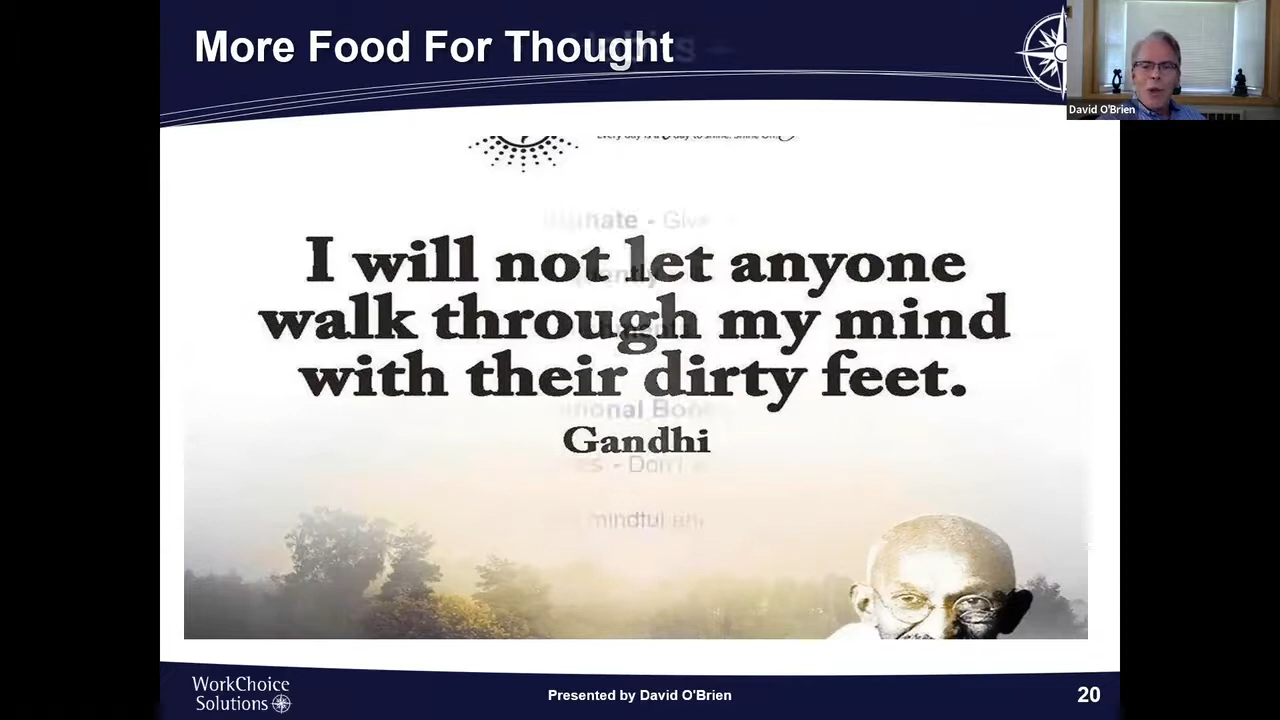 More Food For Thought
David O'Brien
I will not let anyone
walk through my mind
with their dirty feet.
Gandhi
mindful
WorkChoice
Solutions
Presented by David O'Brien
20